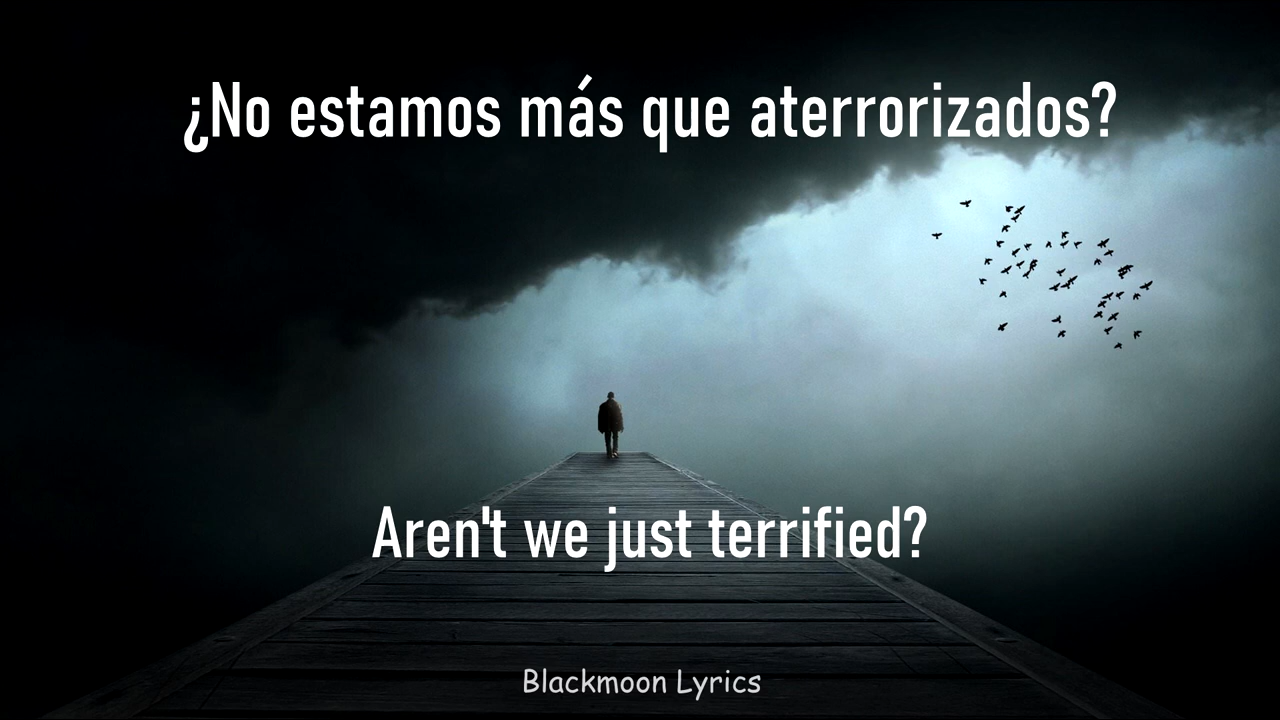 ¿No estamos más que aterrorizados?
Aren't we just terrified?
Blackmoon Lyrics